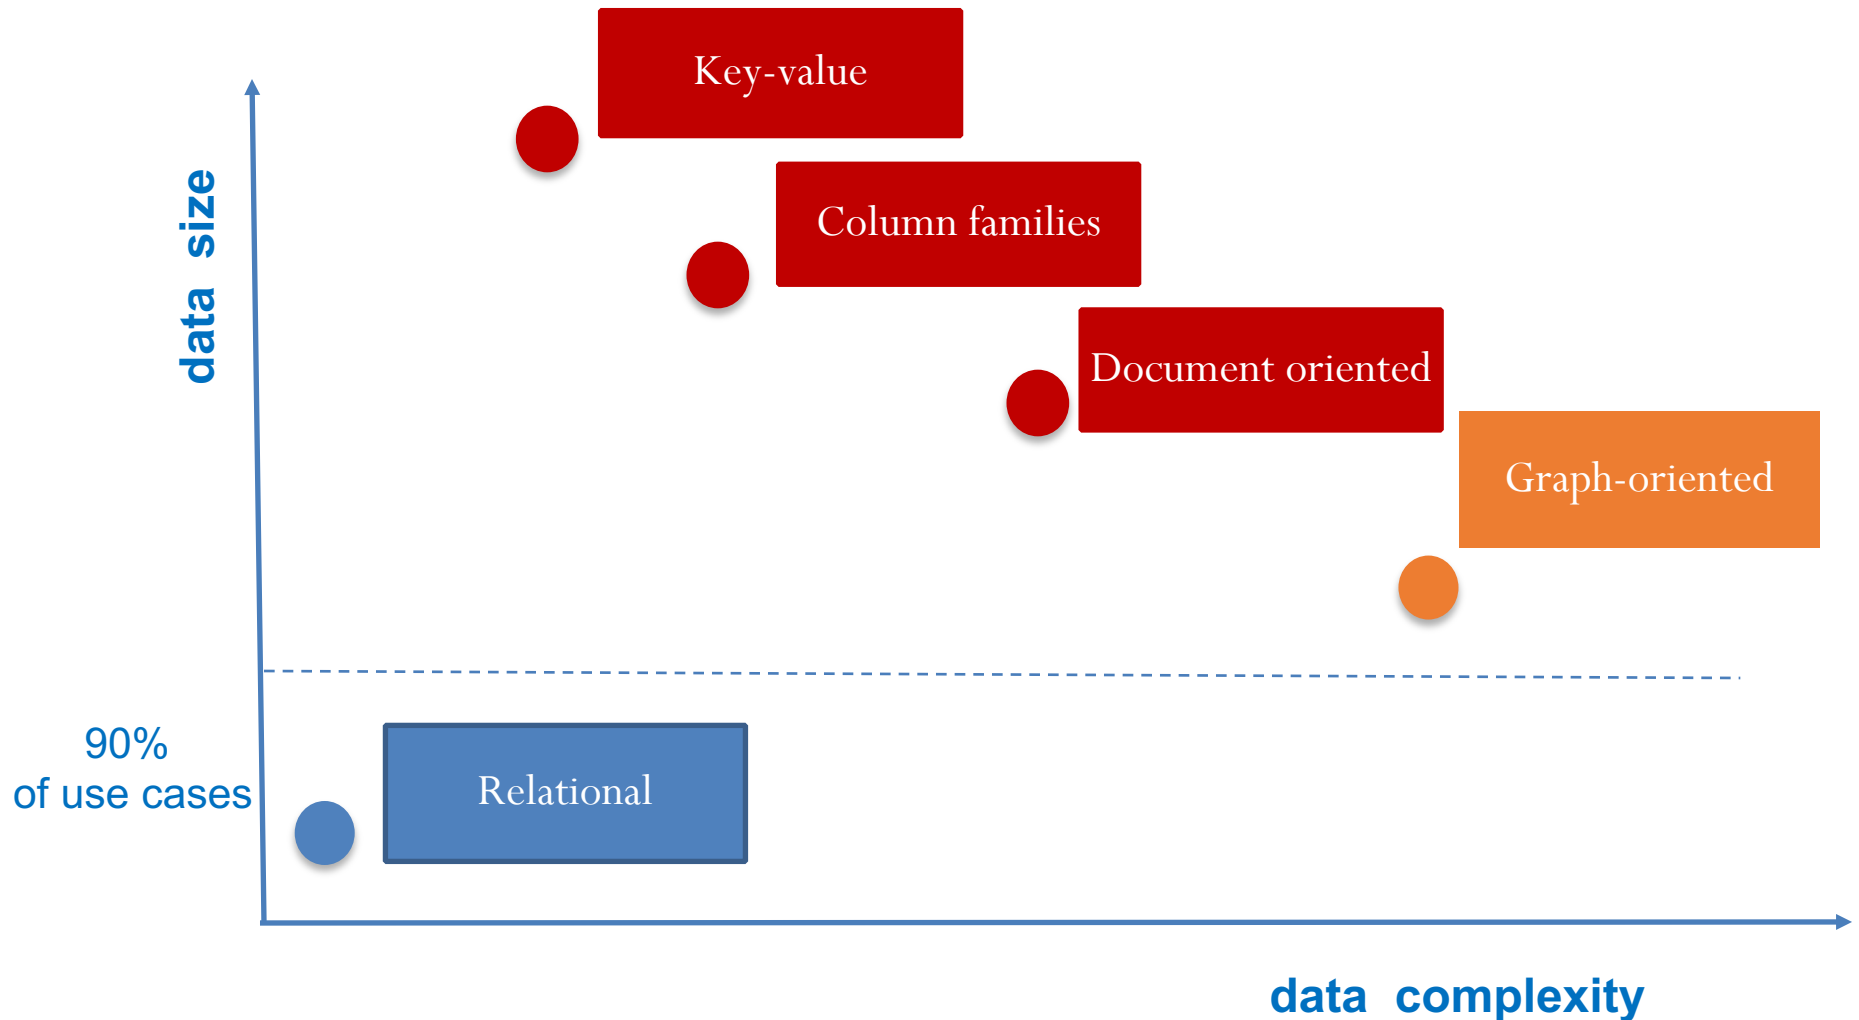 Key-value
Column families
data size
Document oriented
Graph-oriented
90%
of use cases
Relational
data complexity